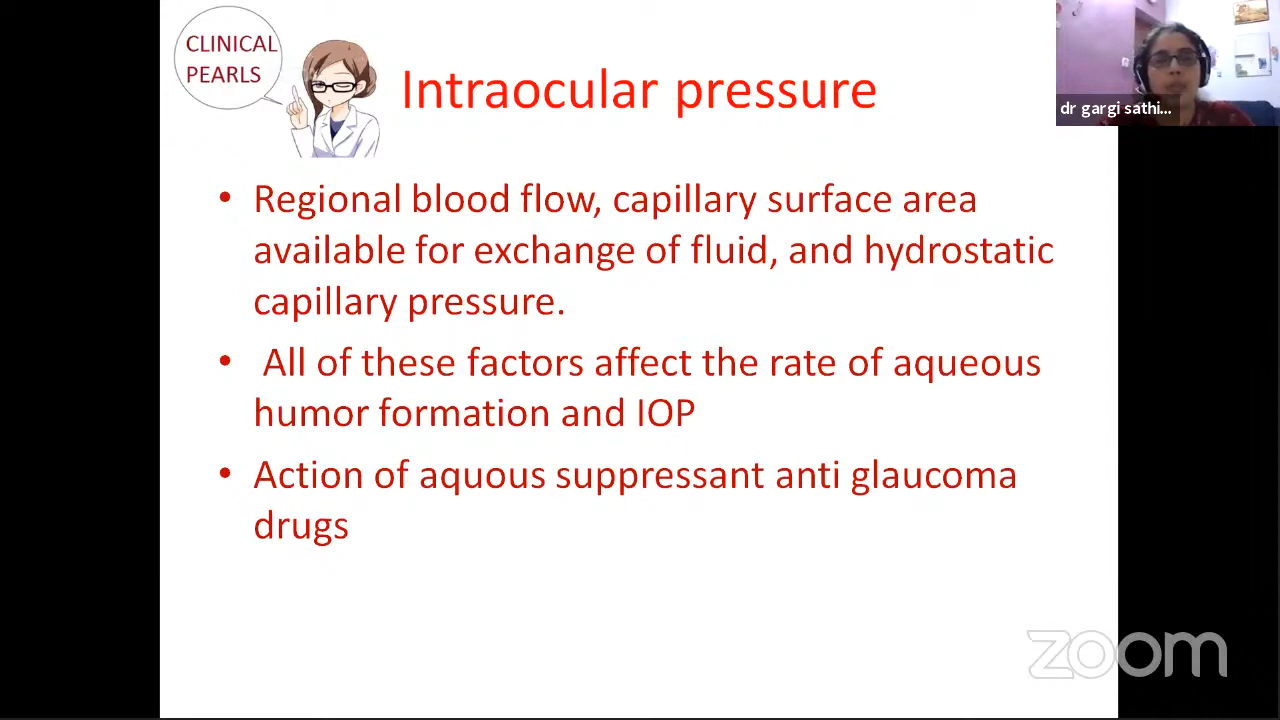 CLINICAL
PEARLS
Intraocular pressure
dr gargi sathi...
• Regional blood flow, capillary surface area
available for exchange of fluid, and hydrostatic
capillary pressure.
• All of these factors affect the rate of aqueous
humor formation and IOP
• Action of aquous suppressant anti glaucoma
drugs
zoom